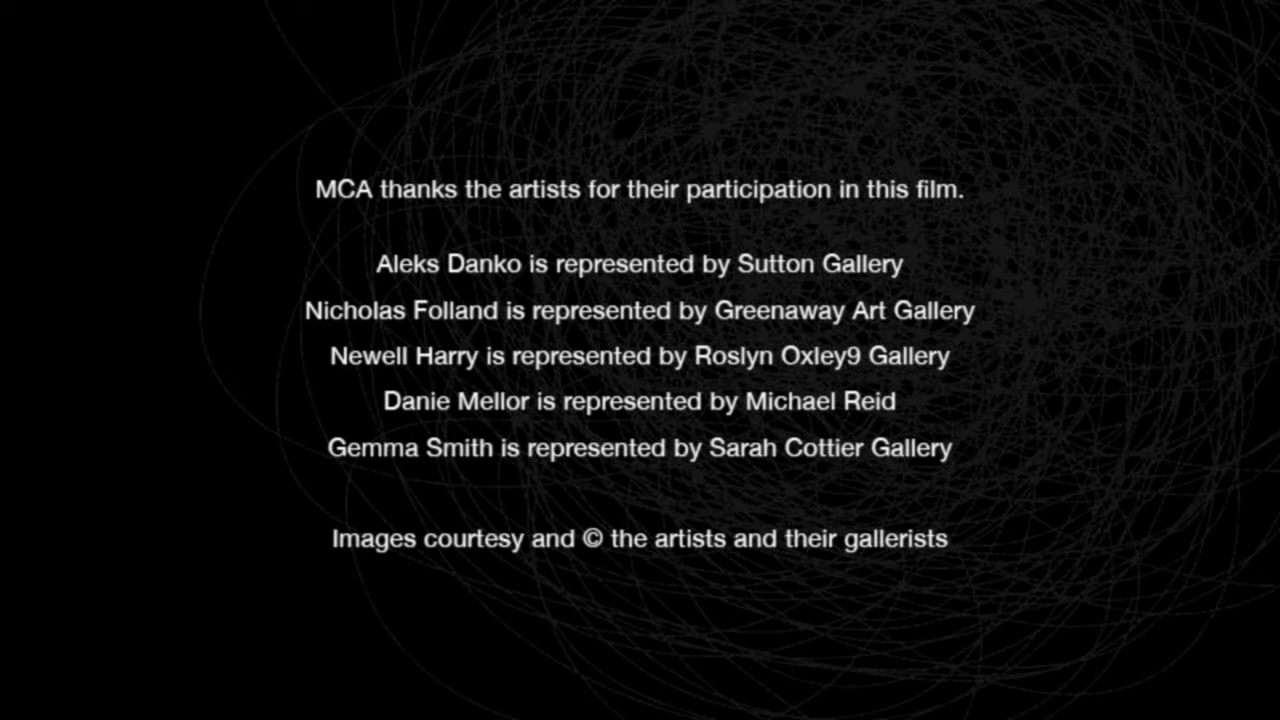 MCA thanks the artists for their participation in this film.
Aleks Danko is represented by Sutton Gallery
Nicholas Folland is represented by Greenaway Art Gallery
Newell Harry is represented by Roslyn Oxley9 Gallery
Danie Mellor is represented by Michael Reid
Gemma Smith is represented by Sarah Cottier Gallery
Images courtesy and © the artists and their gallerists